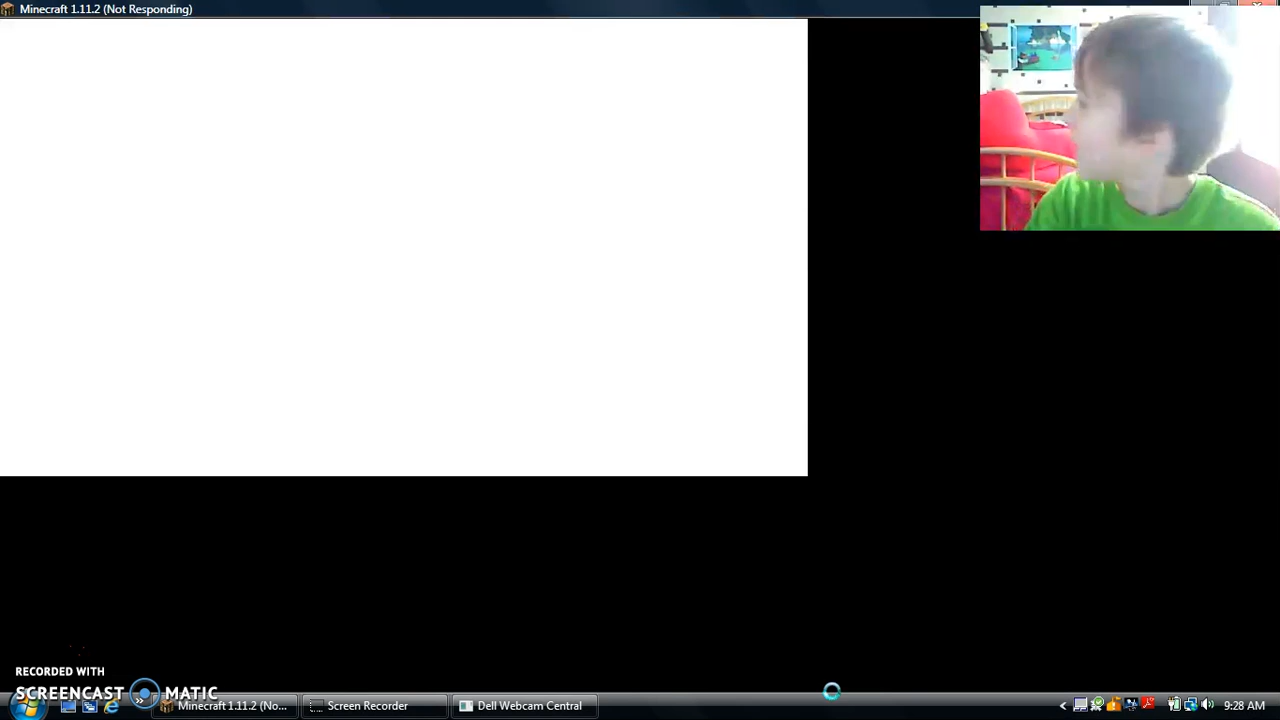 Minecraft 1.11.2 (Not Responding)
RECORDED WITH
SCREENCAST MATIC
Minecraft 1.11.2 (No...
Screen Recorder
Dell Webcam Central
9:28 AM